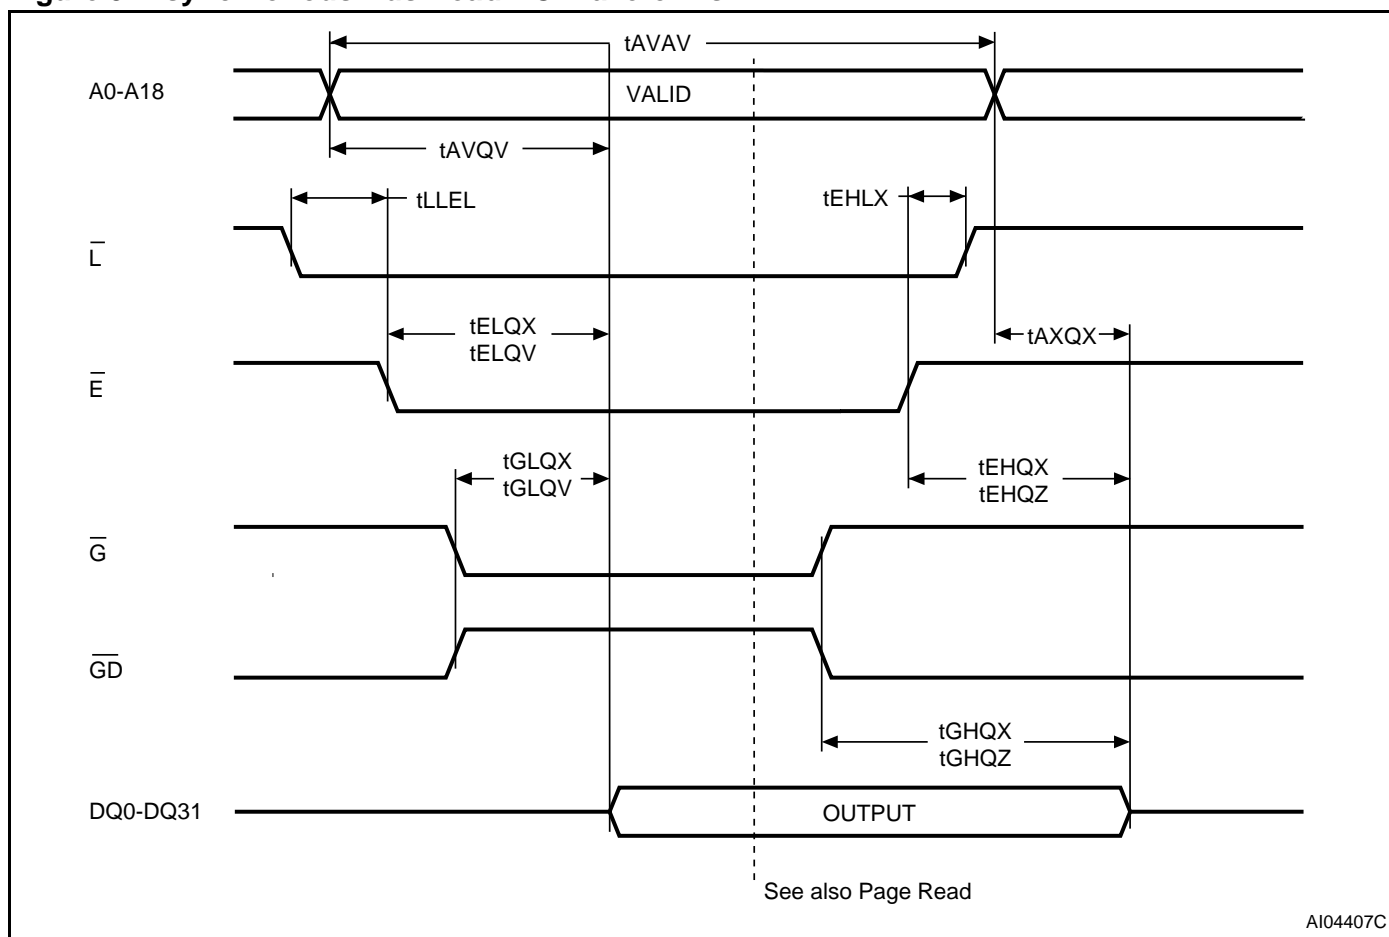 tAVAV
A0-A18
VALID
tAVQV
tLLEL
tEHLX
L
tELQX
tELQV
tAXQX
E
tGLQX
tGLQV
tEHQX
tEHQZ
G
GD
tGHQX
tGHQZ
DQ0-DQ31
OUTPUT
See also Page Read
AI04407C